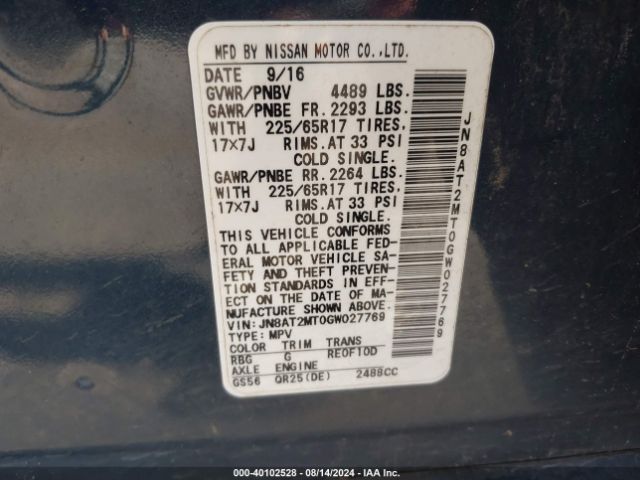 MFD BY NISSAN MOTOR CO.,LTD.
DATE 9/16
GVWR/PNBV 4489 LBS.
GAWR/PNBE FR. 2293 LBS.
WITH 225/65R17 TIRES,
17×7J RIMS. AT 33 PSI
COLD SINGLE.
GAWR/PNBE RR. 2264 LBS.
WITH 225/65R17 TIRES,
17×7J RIMS. AT 33 PSI
COLD SINGLE.
THIS VEHICLE CONFORMS
TO ALL APPLICABLE FED-
ERAL MOTOR VEHICLE SA-
FETY AND THEFT PREVEN-
TION STANDARDS IN EFF-
ECT ON THE DATE OF MA-
NUFACTURE SHOWN ABOVE.
VIN: JN8AT2MT0GW027769
TYPE: MPV
COLOR TRIM TRANS
RBG G RE0F10D
AXLE ENGINE
GS56 QR25(DE) 2488CC
JN8AT2MT0GW027769
000-40102528 - 08/14/2024 - IAA Inc.